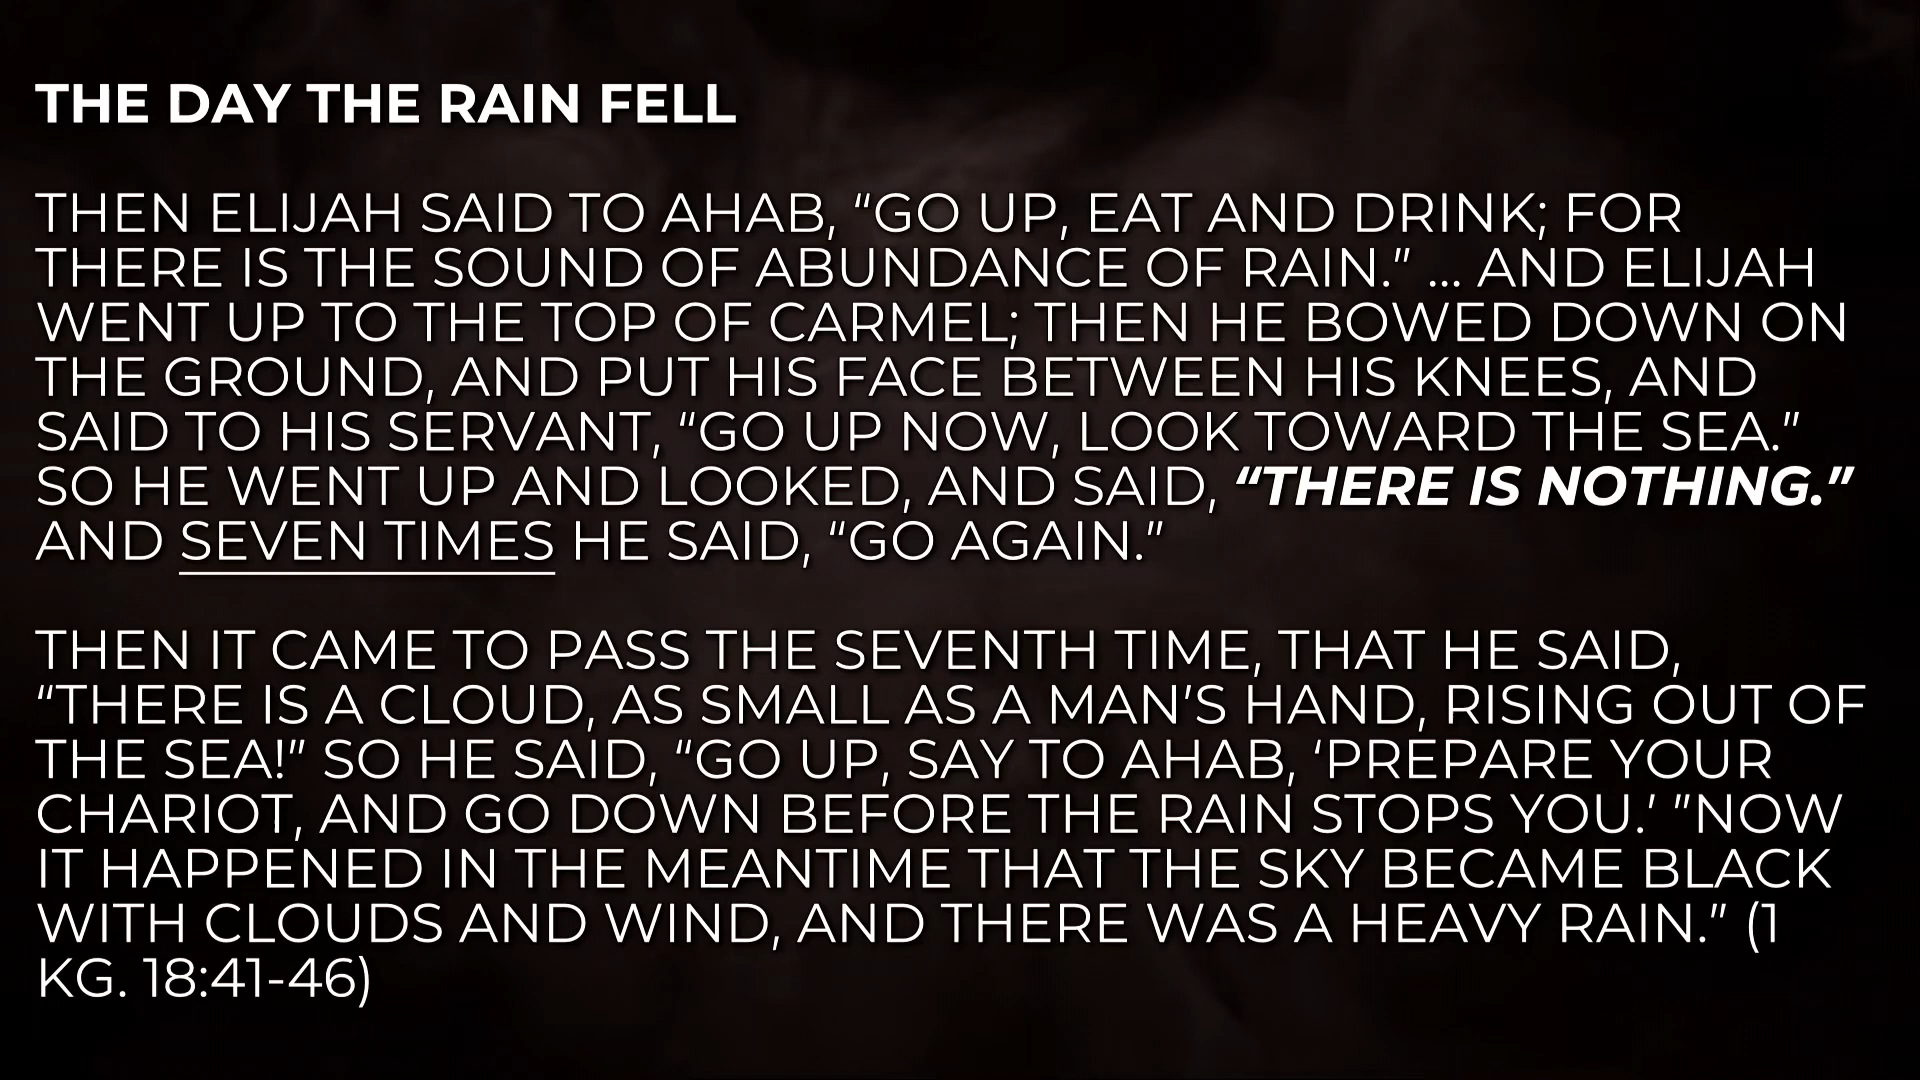 THE DAY THE RAIN FELL
THEN ELIJAH SAID TO AHAB, “GO UP, EAT AND DRINK; FOR
THERE IS THE SOUND OF ABUNDANCE OF RAIN.” ... AND ELIJAH
WENT UP TO THE TOP OF CARMEL; THEN HE BOWED DOWN ON
THE GROUND, AND PUT HIS FACE BETWEEN HIS KNEES, AND
SAID TO HIS SERVANT, “GO UP NOW, LOOK TOWARD THE SEA.”
SO HE WENT UP AND LOOKED, AND SAID, “THERE IS NOTHING.”
AND SEVEN TIMES HE SAID, “GO AGAIN.”
THEN IT CAME TO PASS THE SEVENTH TIME, THAT HE SAID,
“THERE IS A CLOUD, AS SMALL AS A MAN’S HAND, RISING OUT OF
THE SEA!” SO HE SAID, “GO UP, SAY TO AHAB, ‘PREPARE YOUR
CHARIOT, AND GO DOWN BEFORE THE RAIN STOPS YOU.’ ”NOW
IT HAPPENED IN THE MEANTIME THAT THE SKY BECAME BLACK
WITH CLOUDS AND WIND, AND THERE WAS A HEAVY RAIN.” (1
KG. 18:41-46)